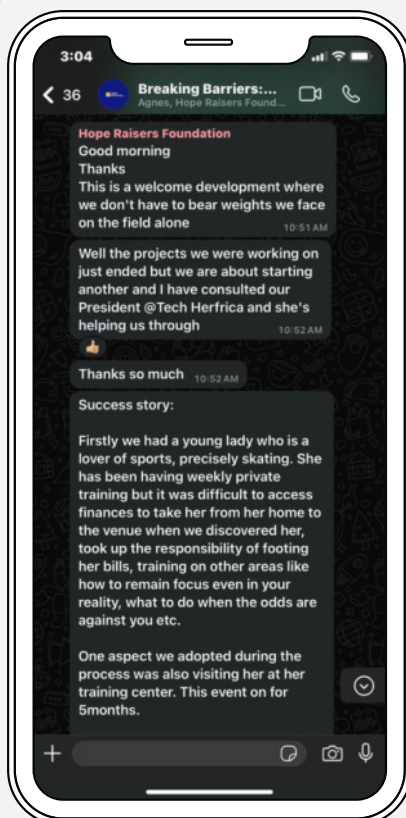 3:04
36
Breaking Barriers:...
Agnes, Hope Raisers Found...
Hope Raisers Foundation
Good morning
Thanks
This is a welcome development where
we don't have to bear weights we face
on the field alone
10:51 AM
Well the projects we were working on
just ended but we are about starting
another and I have consulted our
President @Tech Herfrica and she's
helping us through
10:52 AM
Thanks so much 10:52 AM
Success story:
Firstly we had a young lady who is a
lover of sports, precisely skating. She
has been having weekly private
training but it was difficult to access
finances to take her from her home to
the venue when we discovered her,
took up the responsibility of footing
her bills, training on other areas like
how to remain focus even in your
reality, what to do when the odds are
against you etc.
One aspect we adopted during the
process was also visiting her at her
training center. This event on for
5months.